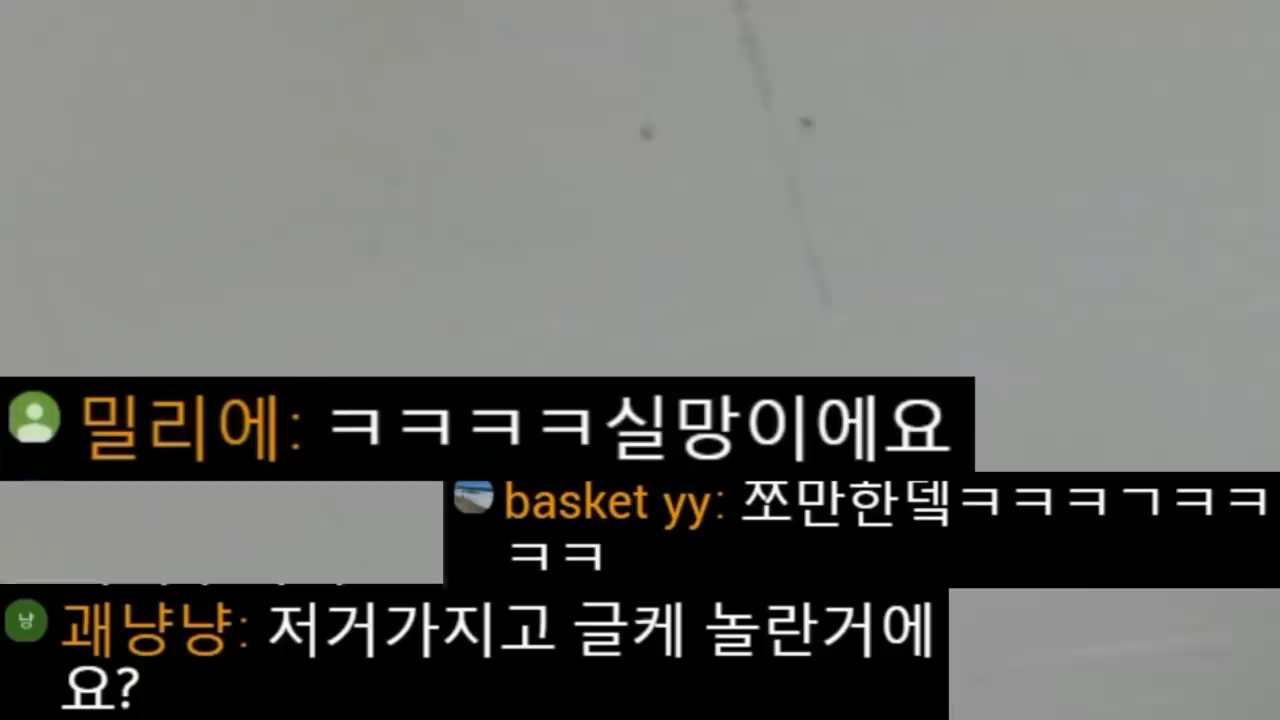 밀리에: ㅋㅋㅋㅋ실망이에요
basket yy: 쪼만한뎈ㅋㅋㅋㄱㅋㅋ
ㅋㅋ
냥
괘냥냥: 저거가지고 글케 놀란거에
요?